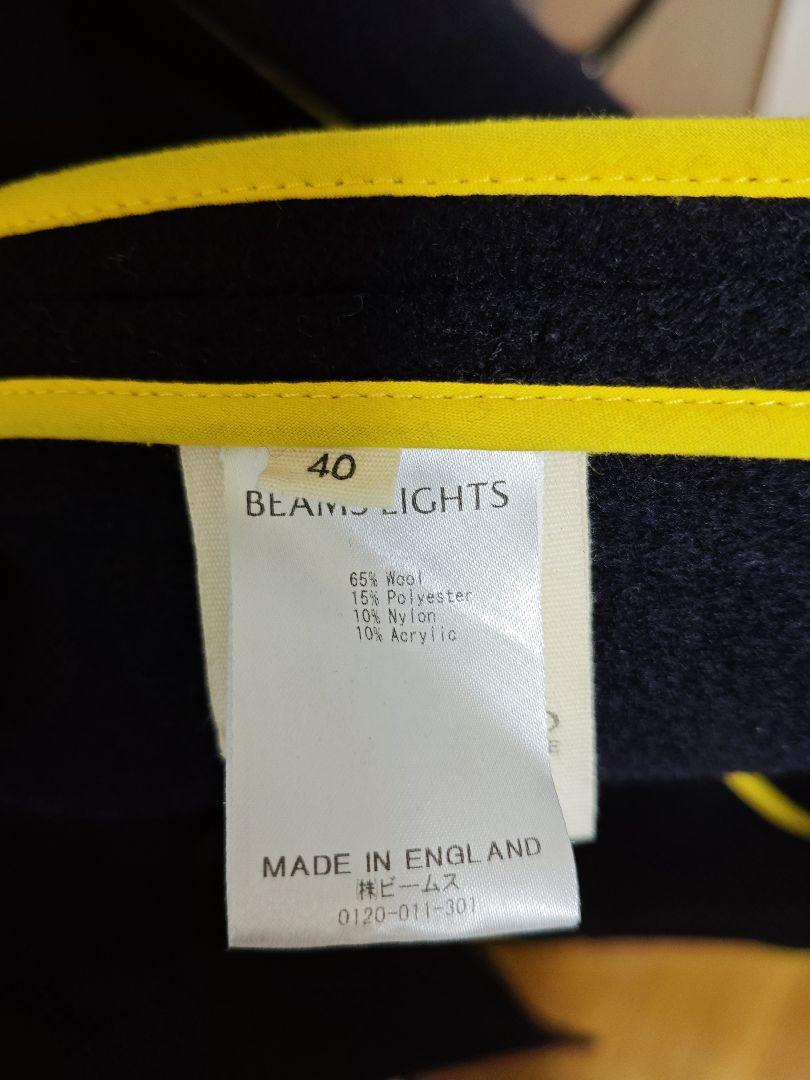 40
BEAMS LIGHTS
65% Wool
15% Polyester
10% Nylon
10% Acrylic
MADE IN ENGLAND
㈱ビームス
0120-011-301